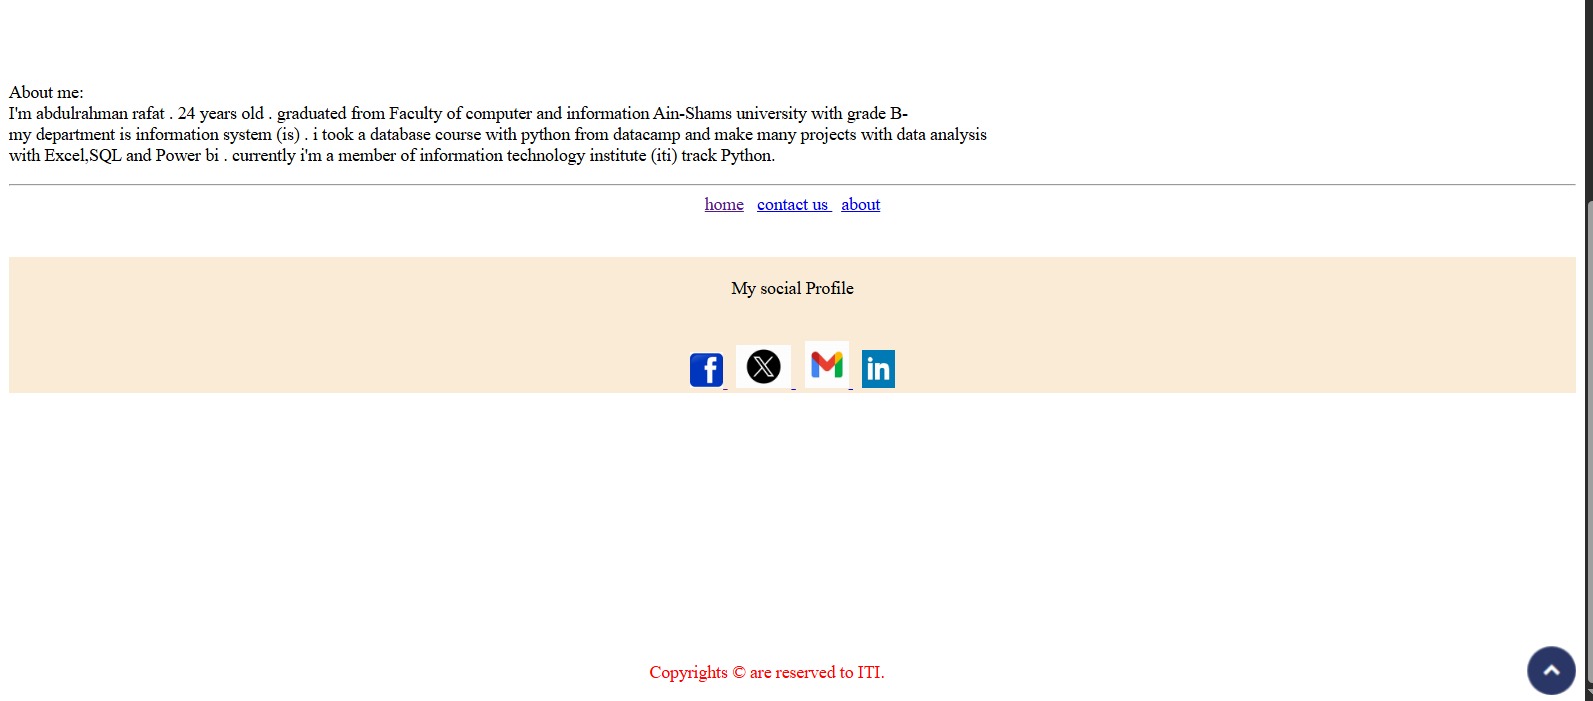 About me:
I'm abdulrahman rafat . 24 years old . graduated from Faculty of computer and information Ain-Shams university with grade B-
my department is information system (is) . i took a database course with python from datacamp and make many projects with data analysis
with Excel,SQL and Power bi . currently i'm a member of information technology institute (iti) track Python.
home contact us about
My social Profile
f X M in
Copyrights © are reserved to ITI.